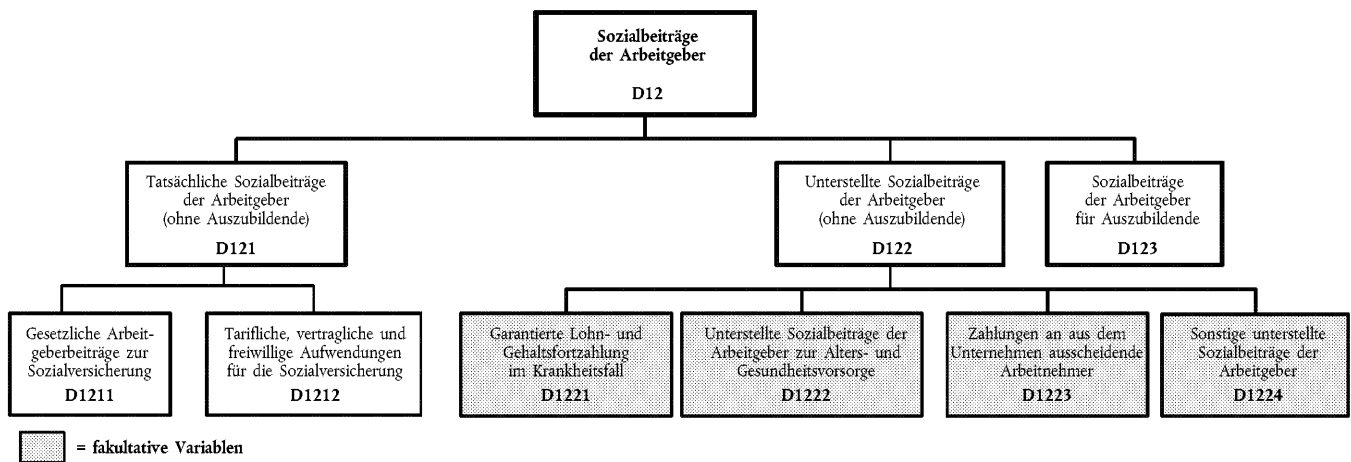 Sozialbeiträge
der Arbeitgeber
D12
Tatsächliche Sozialbeiträge
der Arbeitgeber
(ohne Auszubildende)
D121
Unterstellte Sozialbeiträge
der Arbeitgeber
(ohne Auszubildende)
D122
Sozialbeiträge
der Arbeitgeber
für Auszubildende
D123
Gesetzliche Arbeit-
geberbeiträge zur
Sozialversicherung
D1211
Tarifliche, vertragliche und
freiwillige Aufwendungen
für die Sozialversicherung
D1212
Garantierte Lohn- und
Gehaltsfortzahlung
im Krankheitsfall
D1221
Unterstellte Sozialbeiträge der
Arbeitgeber zur Alters- und
Gesundheitsvorsorge
D1222
Zahlungen an aus dem
Unternehmen ausscheidende
Arbeitnehmer
D1223
Sonstige unterstellte
Sozialbeiträge der
Arbeitgeber
D1224
= fakultative Variablen